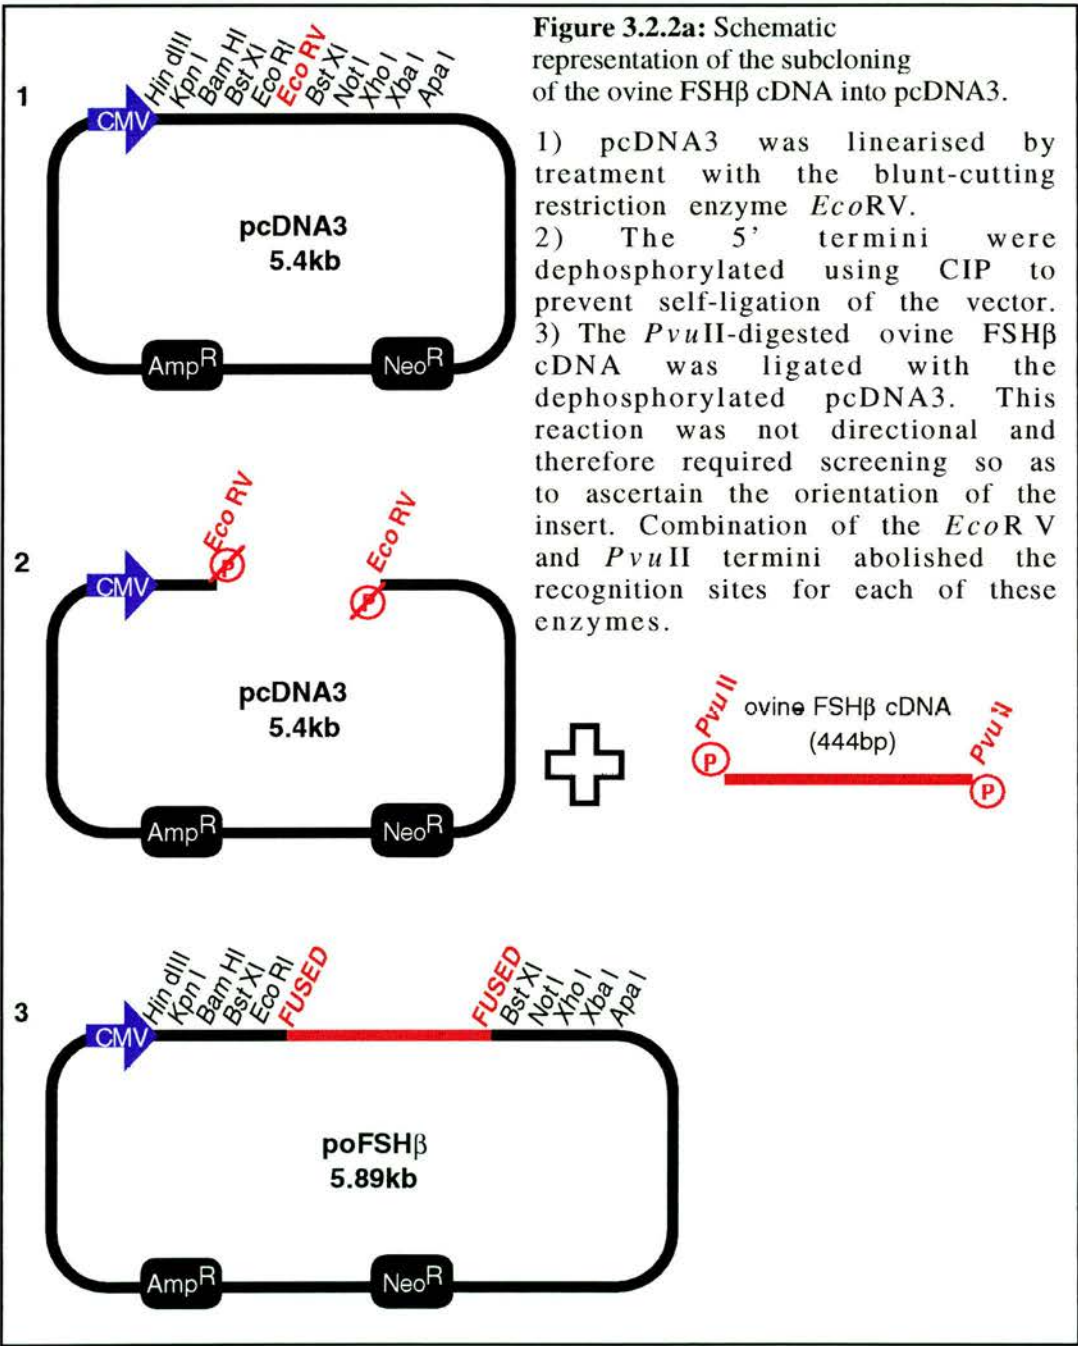 Figure 3.2.2a: Schematic
representation of the subcloning
of the ovine FSHβ cDNA into pcDNA3.
1) pcDNA3 was linearised by
treatment with the blunt-cutting
restriction enzyme EcoRV.
2) The 5' termini were
dephosphorylated using CIP to
prevent self-ligation of the vector.
3) The PvuII-digested ovine FSHβ
cDNA was ligated with the
dephosphorylated pcDNA3. This
reaction was not directional and
therefore required screening so as
to ascertain the orientation of the
insert. Combination of the EcoR V
and PvuII termini abolished the
recognition sites for each of these
enzymes.
1
CMV
Hin dIII
Kpn I
Bam HI
Bst XI
Eco RI
Eco RV
Bst XI
Not I
Xho I
Xba I
Apa I
pcDNA3
5.4kb
AmpR
NeoR
2
CMV
Eco RV
P
Eco RV
P
pcDNA3
5.4kb
AmpR
NeoR
Pvu II
P
ovine FSHβ cDNA
(444bp)
Pvu II
P
3
CMV
Hin dIII
Kpn I
Bam HI
Bst XI
Eco RI
FUSED
FUSED
Bst XI
Not I
Xho I
Xba I
Apa I
poFSHβ
5.89kb
AmpR
NeoR